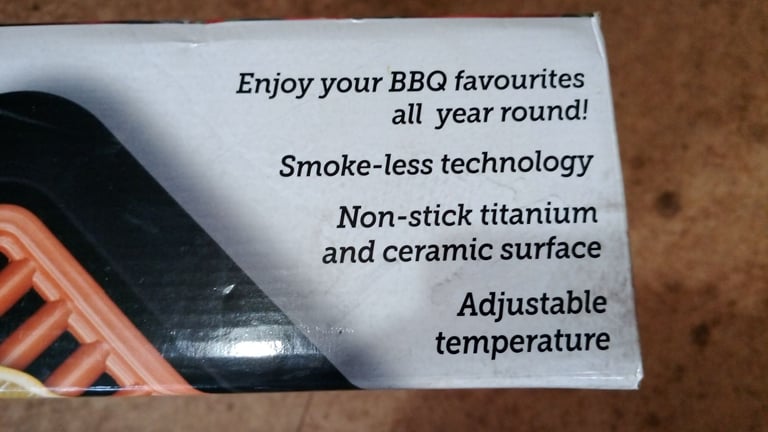 Enjoy your BBQ favourites
all year round!
Smoke-less technology
Non-stick titanium
and ceramic surface
Adjustable
temperature